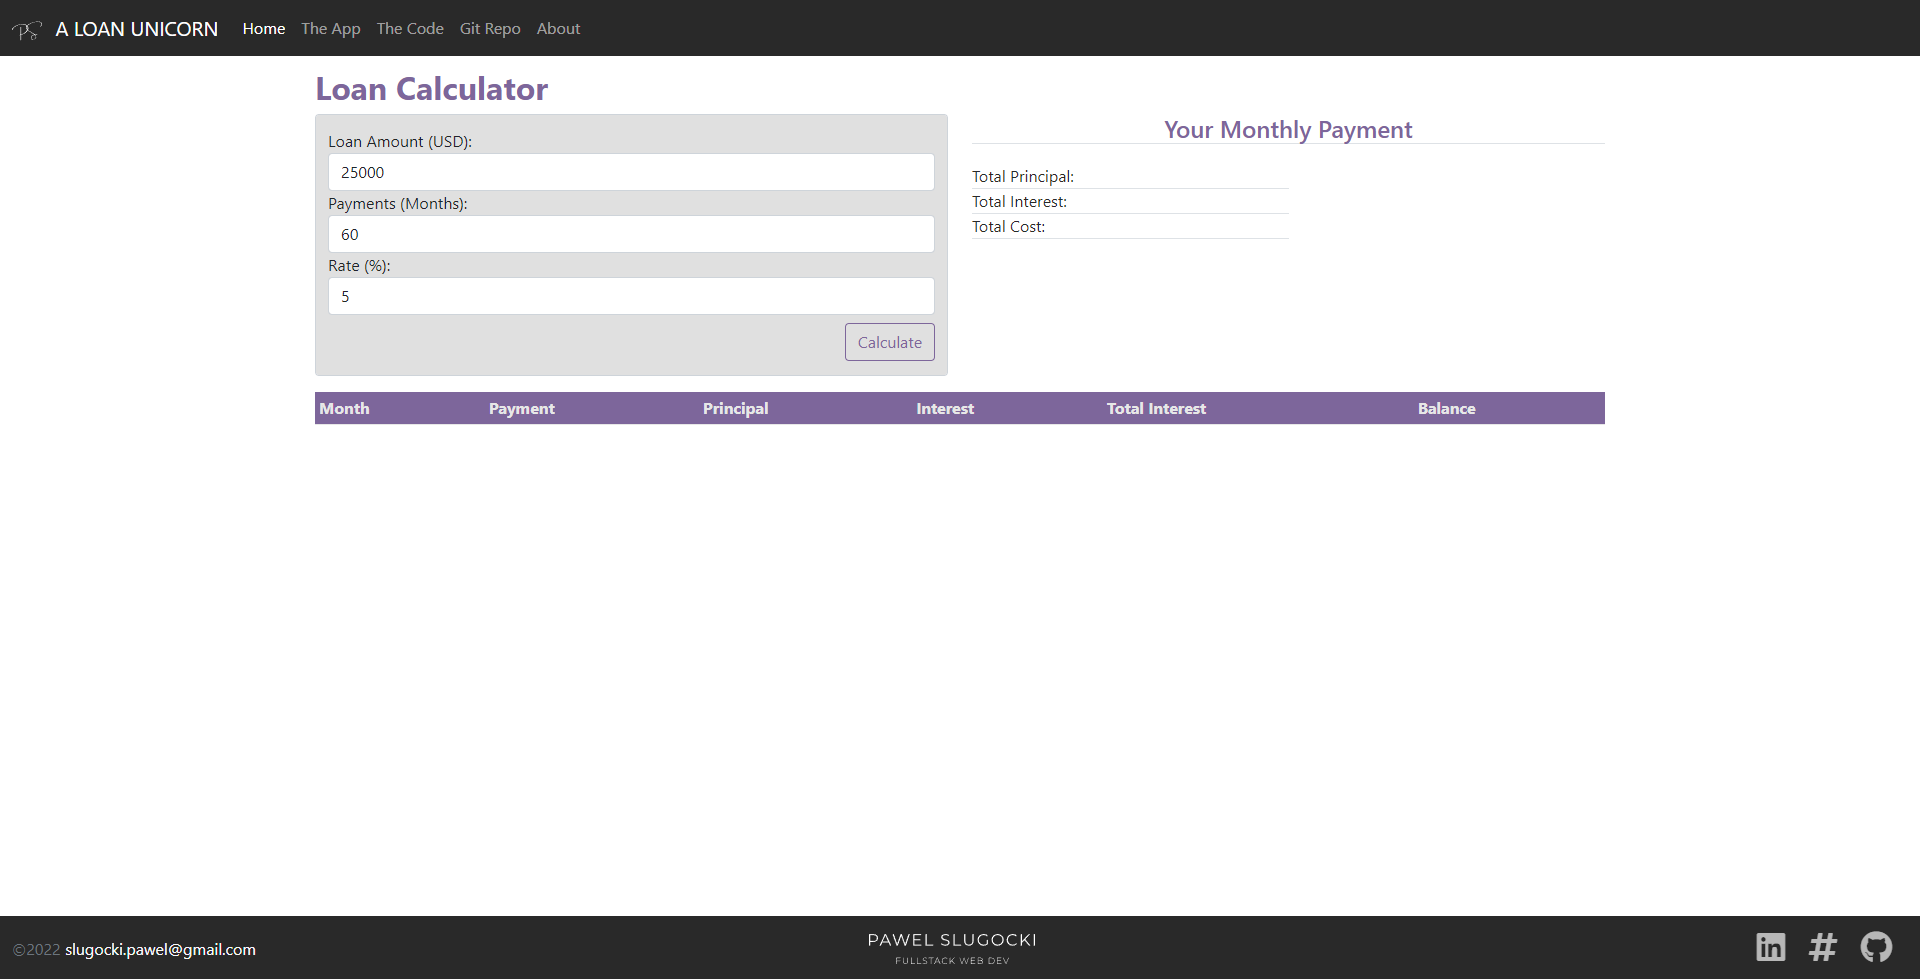 PS A LOAN UNICORN Home The App The Code Git Repo About
Loan Calculator
Loan Amount (USD):
25000
Payments (Months):
60
Rate (%):
5
Calculate
Your Monthly Payment
Total Principal:
Total Interest:
Total Cost:
Month Payment Principal Interest Total Interest Balance
©2022 slugocki.pawel@gmail.com
PAWEL SLUGOCKI
FULLSTACK WEB DEV
in #